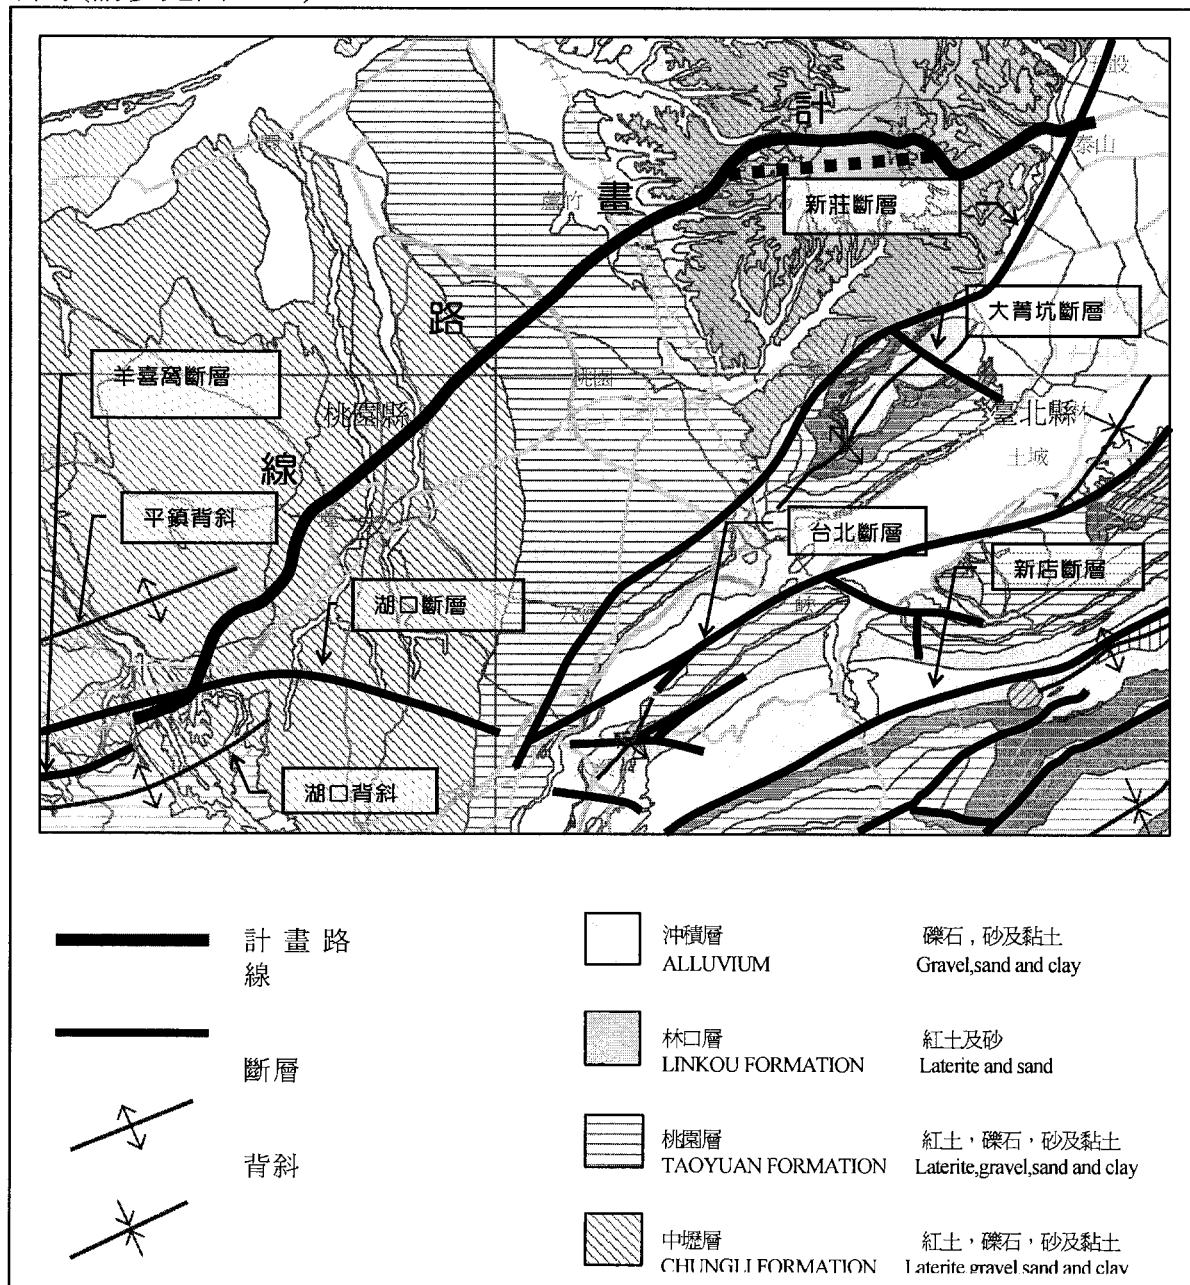 計
畫
路
線
泰山
新莊斷層
蘆竹
大菁坑斷層
羊喜窩斷層
桃園
桃園縣
臺北縣
土城
平鎮背斜
台北斷層
新店斷層
湖口斷層
湖口背斜
計畫路
線
斷層
背斜
沖積層 礫石，砂及黏土
ALLUVIUM Gravel,sand and clay
林口層 紅土及砂
LINKOU FORMATION Laterite and sand
桃園層 紅土，礫石，砂及黏土
TAOYUAN FORMATION Laterite,gravel,sand and clay
中壢層 紅土，礫石，砂及黏土
CHUNGLI FORMATION Laterite,gravel,sand and clay